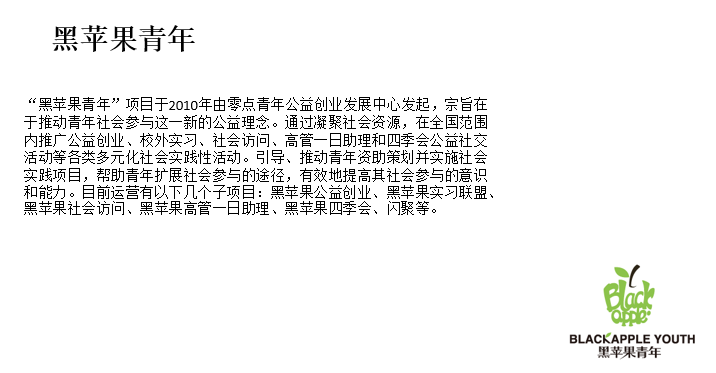 黑苹果青年
“黑苹果青年”项目于2010年由零点青年公益创业发展中心发起，宗旨在
于推动青年社会参与这一新的公益理念。通过凝聚社会资源，在全国范围
内推广公益创业、校外实习、社会访问、高管一日助理和四季会公益社交
活动等各类多元化社会实践性活动。引导、推动青年资助策划并实施社会
实践项目，帮助青年扩展社会参与的途径，有效地提高其社会参与的意识
和能力。目前运营有以下几个子项目：黑苹果公益创业、黑苹果实习联盟、
黑苹果社会访问、黑苹果高管一日助理、黑苹果四季会、闪聚等。
Black
apple
BLACKAPPLE YOUTH
黑苹果青年